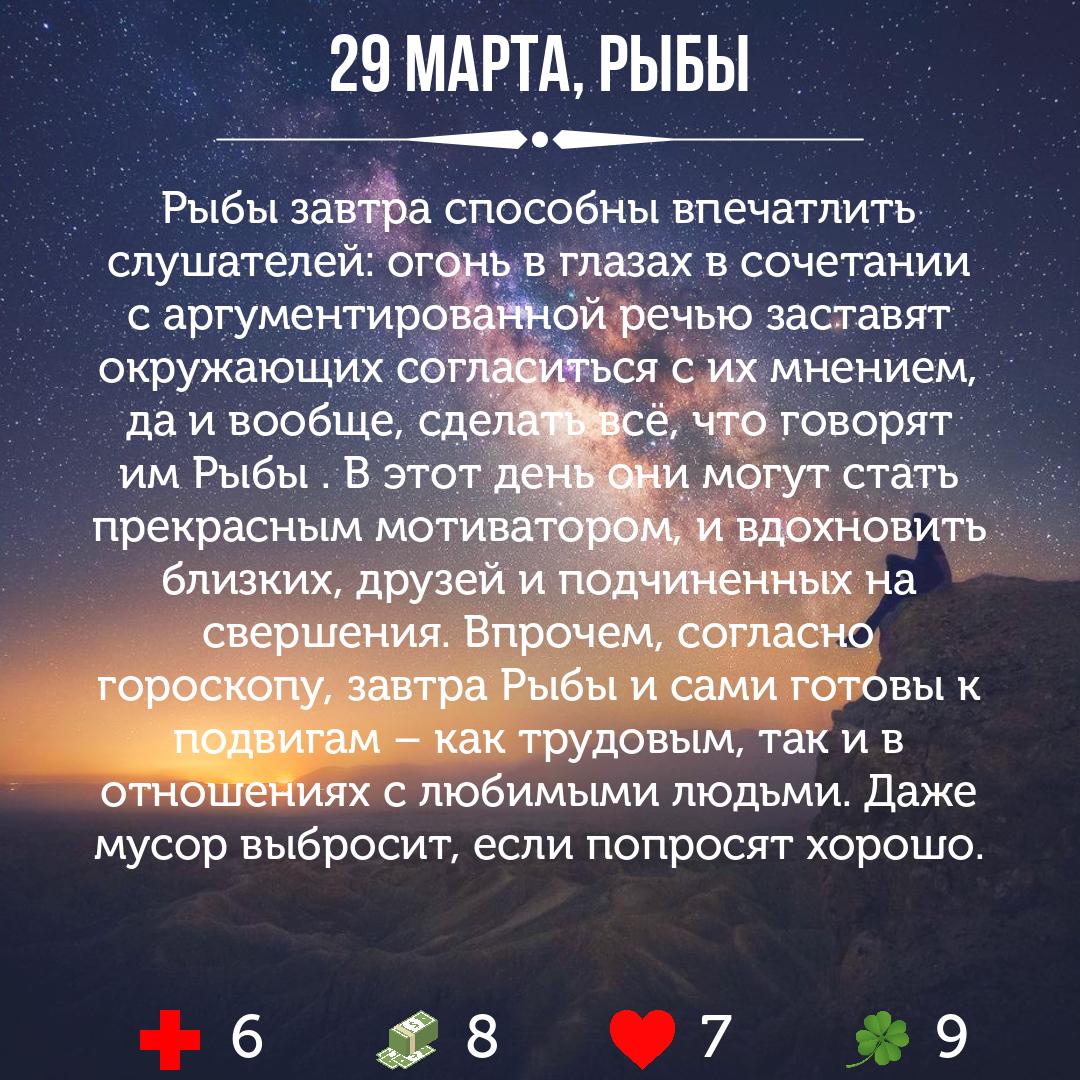 29 МАРТА, РЫБЫ
Рыбы завтра способны впечатлить
слушателей: огонь в глазах в сочетании
с аргументированной речью заставят
окружающих согласиться с их мнением,
да и вообще, сделать всё, что говорят
им Рыбы . В этот день они могут стать
прекрасным мотиватором, и вдохновить
близких, друзей и подчиненных на
свершения. Впрочем, согласно
гороскопу, завтра Рыбы и сами готовы к
подвигам – как трудовым, так и в
отношениях с любимыми людьми. Даже
мусор выбросит, если попросят хорошо.
6 8 7 9